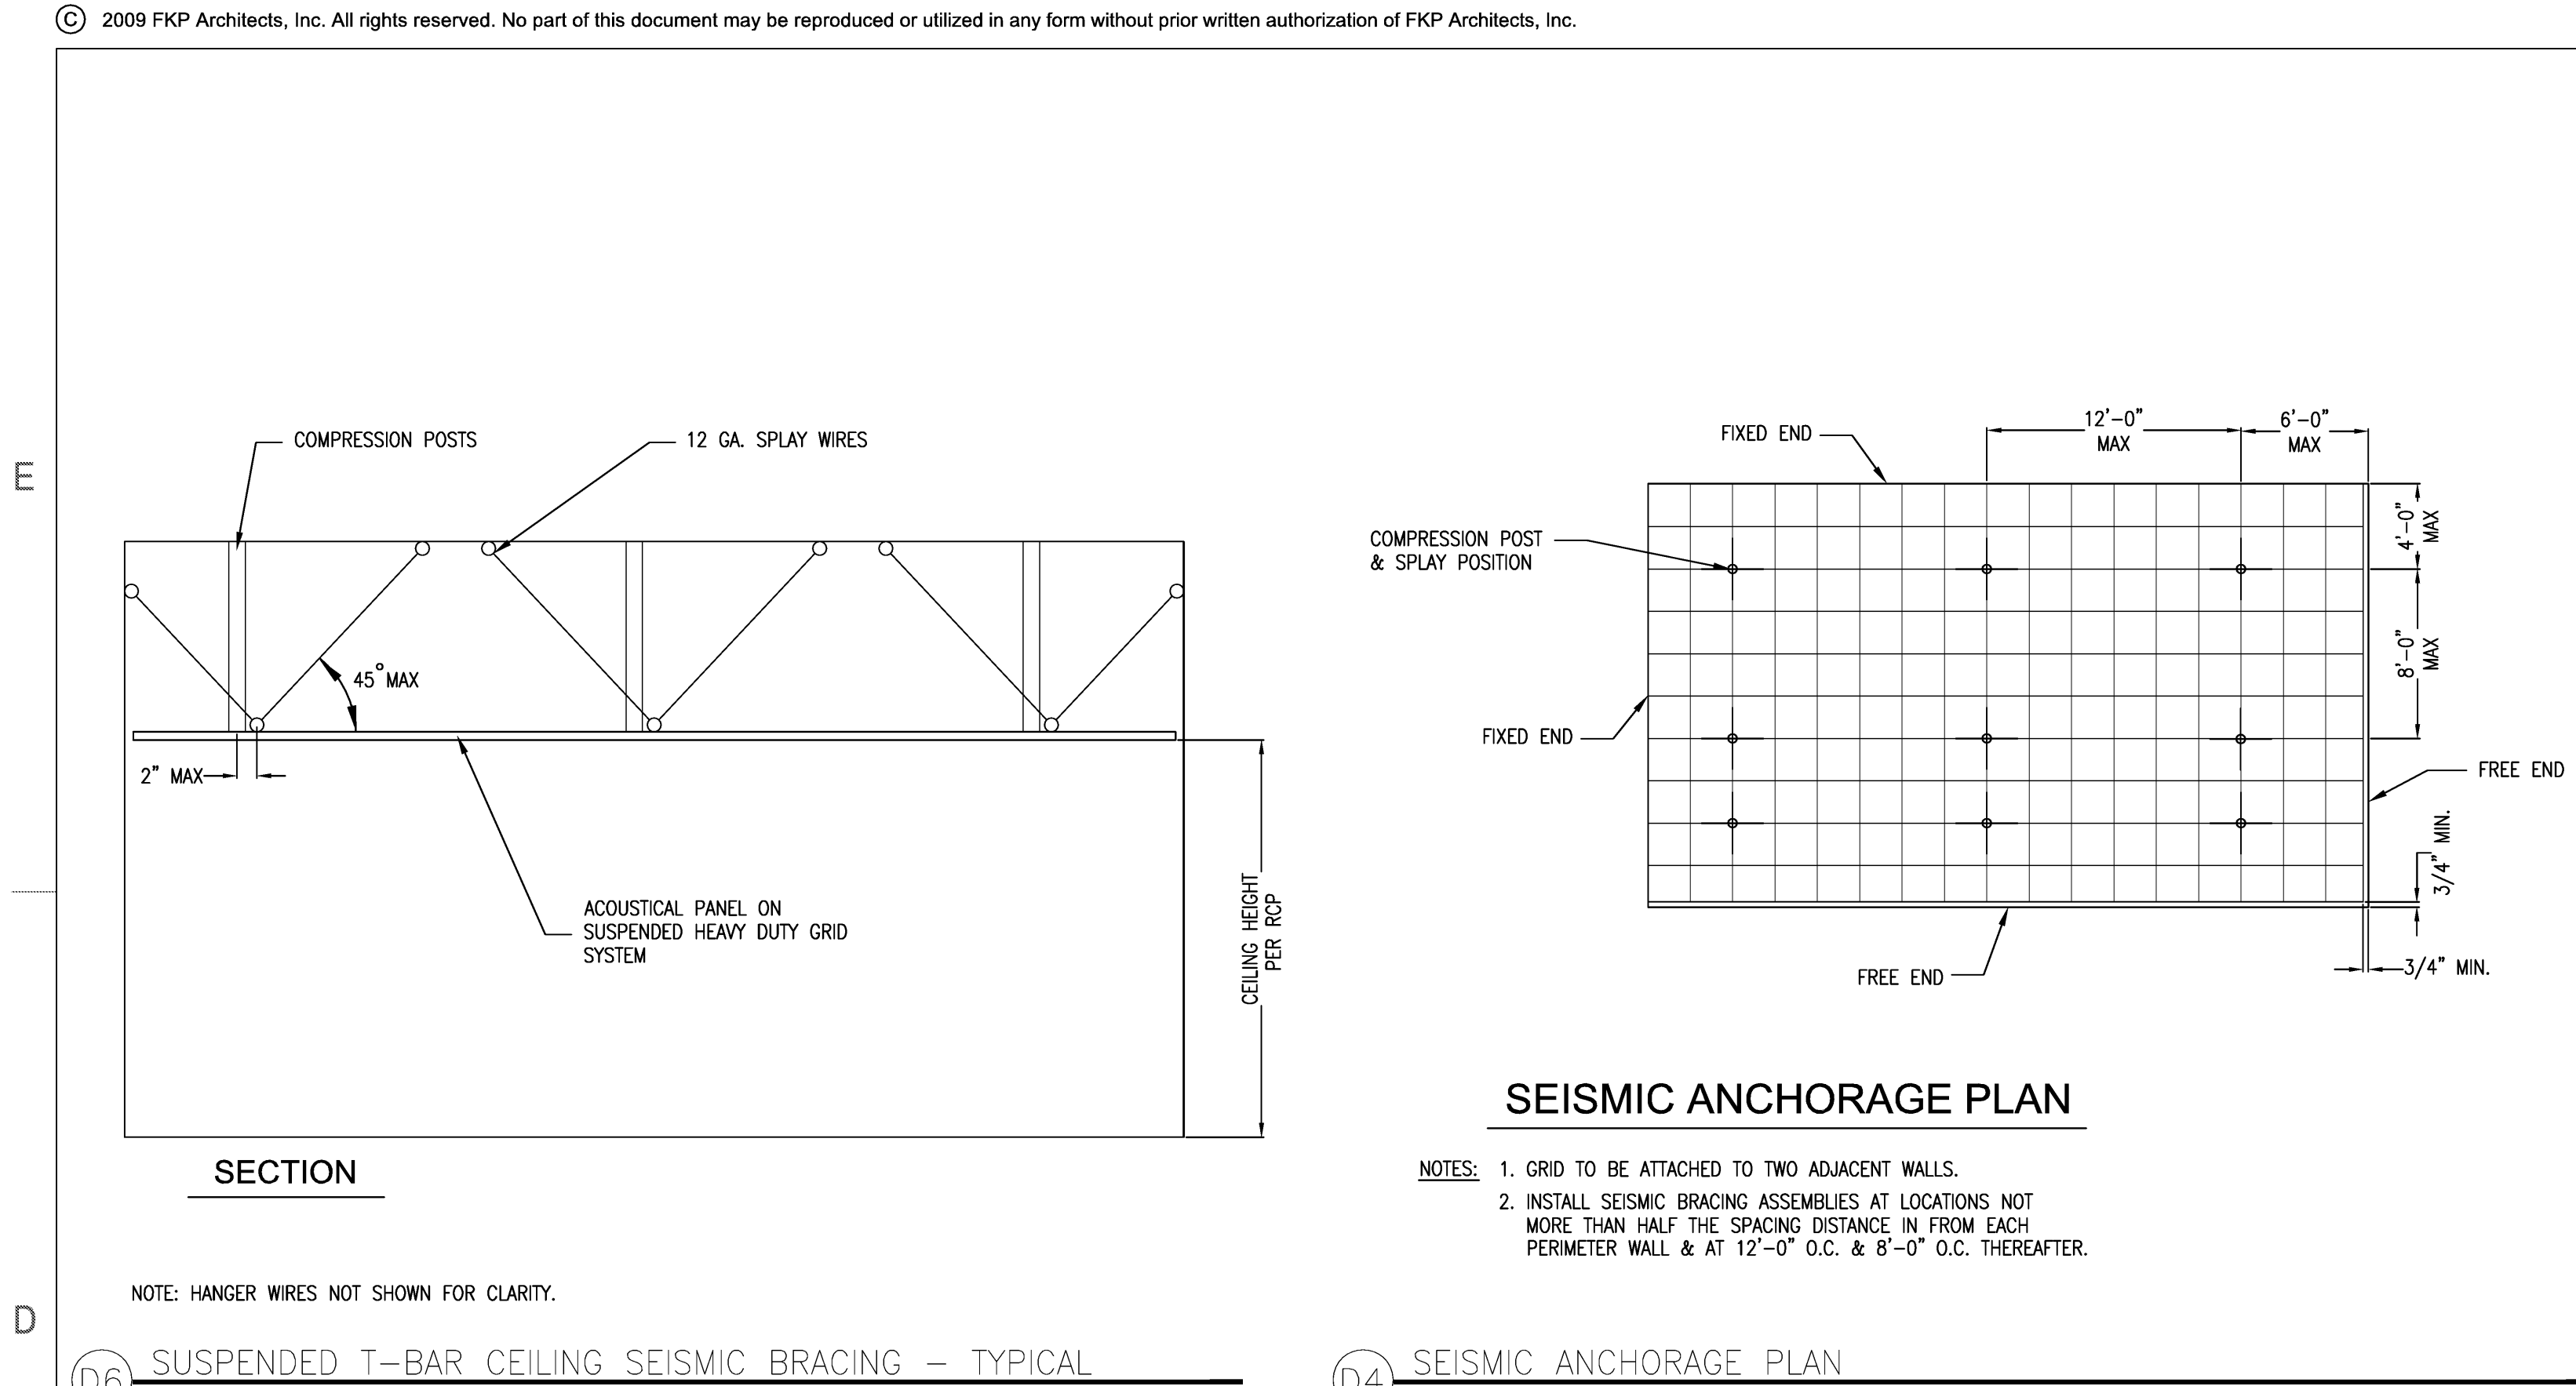 © 2009 FKP Architects, Inc. All rights reserved. No part of this document may be reproduced or utilized in any form without prior written authorization of FKP Architects, Inc.
E
COMPRESSION POSTS
12 GA. SPLAY WIRES
45° MAX
2" MAX
ACOUSTICAL PANEL ON
SUSPENDED HEAVY DUTY GRID
SYSTEM
CEILING HEIGHT
PER RCP
SECTION
NOTE: HANGER WIRES NOT SHOWN FOR CLARITY.
D
D6
SUSPENDED T-BAR CEILING SEISMIC BRACING - TYPICAL
FIXED END
12'-0"
MAX
6'-0"
MAX
COMPRESSION POST
& SPLAY POSITION
4'-0"
MAX
8'-0"
MAX
FIXED END
FREE END
3/4" MIN.
FREE END
3/4" MIN.
SEISMIC ANCHORAGE PLAN
NOTES: 1. GRID TO BE ATTACHED TO TWO ADJACENT WALLS.
2. INSTALL SEISMIC BRACING ASSEMBLIES AT LOCATIONS NOT
MORE THAN HALF THE SPACING DISTANCE IN FROM EACH
PERIMETER WALL & AT 12'-0" O.C. & 8'-0" O.C. THEREAFTER.
D4
SEISMIC ANCHORAGE PLAN